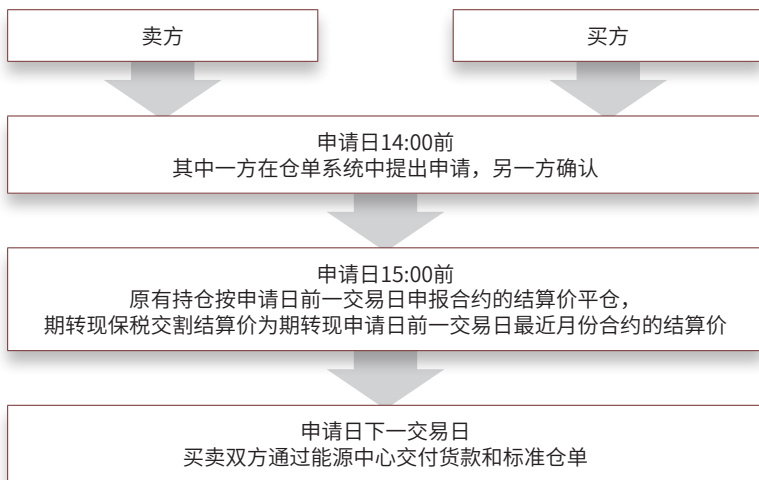 卖方
买方
申请日14:00前
其中一方在仓单系统中提出申请，另一方确认
申请日15:00前
原有持仓按申请日前一交易日申报合约的结算价平仓，
期转现保税交割结算价为期转现申请日前一交易日最近月份合约的结算价
申请日下一交易日
买卖双方通过能源中心交付货款和标准仓单